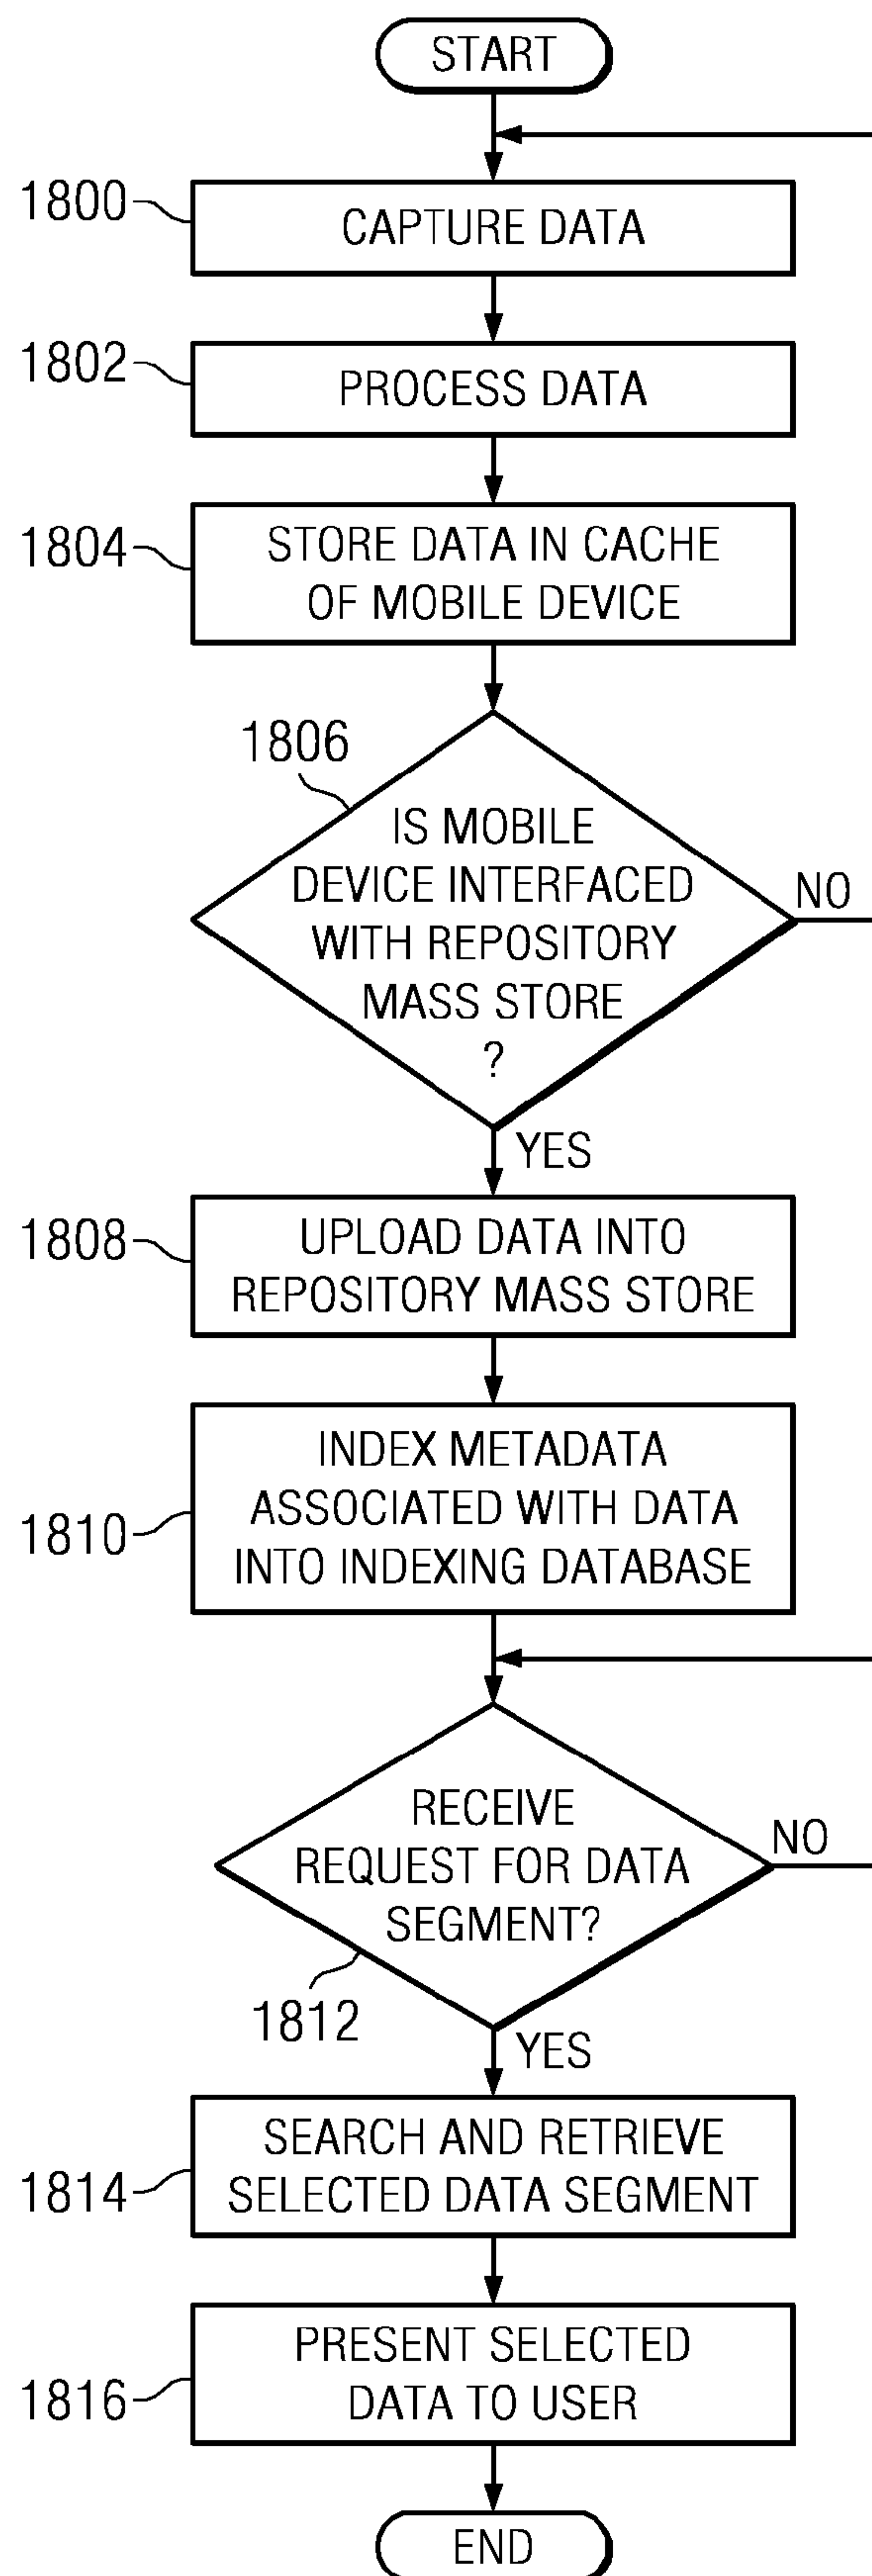 START
1800
CAPTURE DATA
1802
PROCESS DATA
1804
STORE DATA IN CACHE
OF MOBILE DEVICE
1806
IS MOBILE
DEVICE INTERFACED
WITH REPOSITORY
MASS STORE
?
NO
YES
1808
UPLOAD DATA INTO
REPOSITORY MASS STORE
1810
INDEX METADATA
ASSOCIATED WITH DATA
INTO INDEXING DATABASE
RECEIVE
REQUEST FOR DATA
SEGMENT?
NO
1812
YES
1814
SEARCH AND RETRIEVE
SELECTED DATA SEGMENT
1816
PRESENT SELECTED
DATA TO USER
END